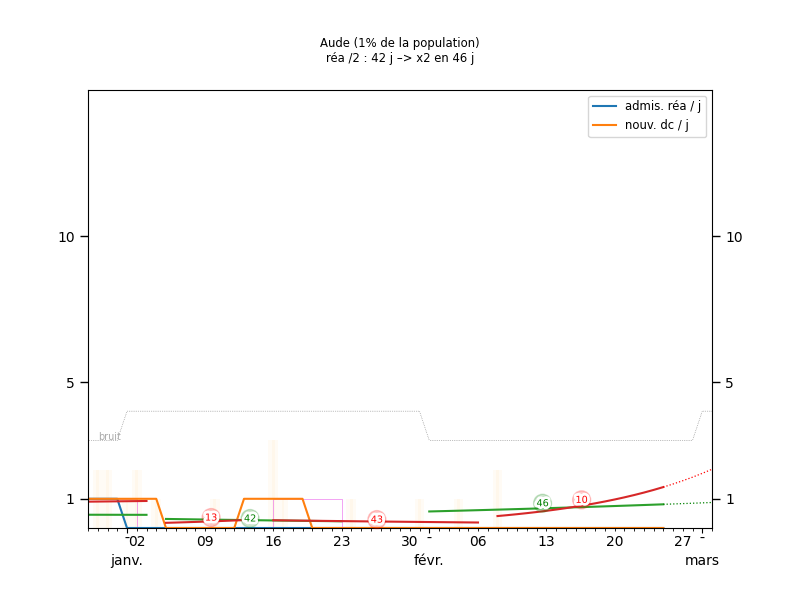 Aude (1% de la population)
réa /2 : 42 j –> x2 en 46 j
admis. réa / j
nouv. dc / j
10 10
5 5
bruit
1 1
13 42 43 46 10
02 09 16 23 30 - 06 13 20 27 -
janv. févr. mars